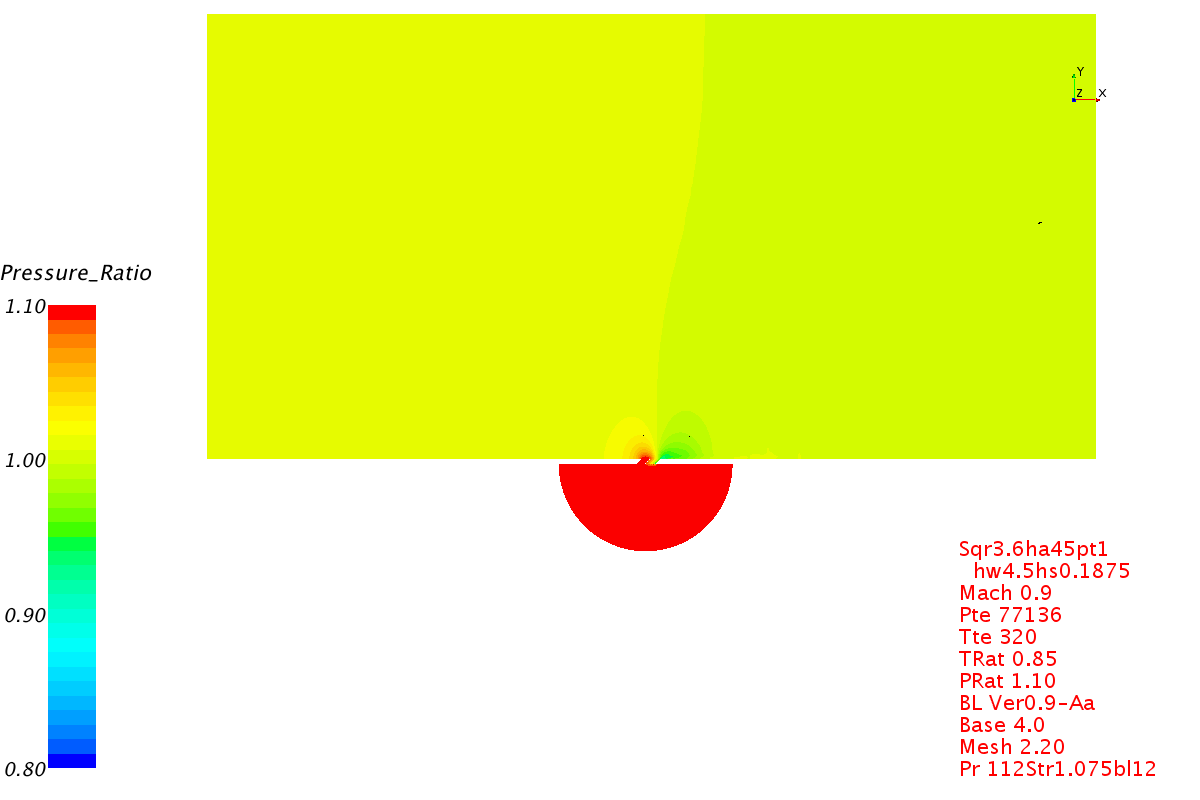 Y
Z X
Pressure_Ratio
1.10
1.00
0.90
0.80
Sqr3.6ha45pt1
hw4.5hs0.1875
Mach 0.9
Pte 77136
Tte 320
TRat 0.85
PRat 1.10
BL Ver0.9-Aa
Base 4.0
Mesh 2.20
Pr 112Str1.075bl12